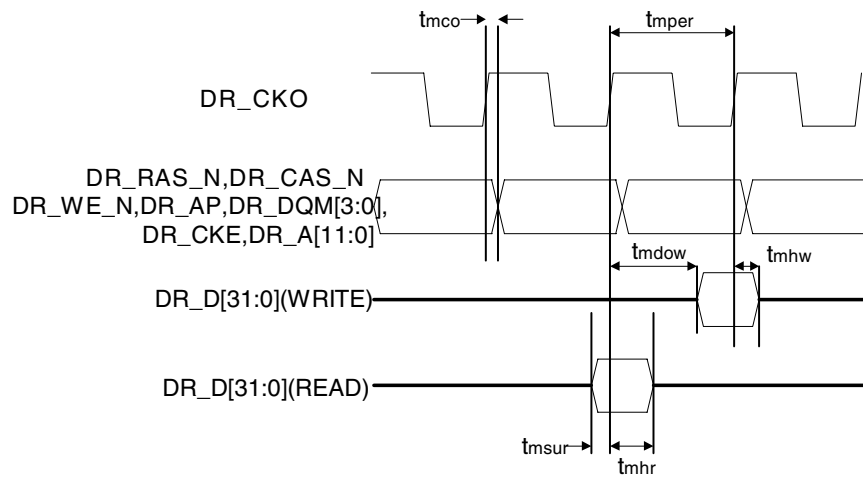 tmco
tmper
DR_CKO
DR_RAS_N,DR_CAS_N
DR_WE_N,DR_AP,DR_DQM[3:0],
DR_CKE,DR_A[11:0]
tmdow
tmhw
DR_D[31:0](WRITE)
DR_D[31:0](READ)
tmsur
tmhr